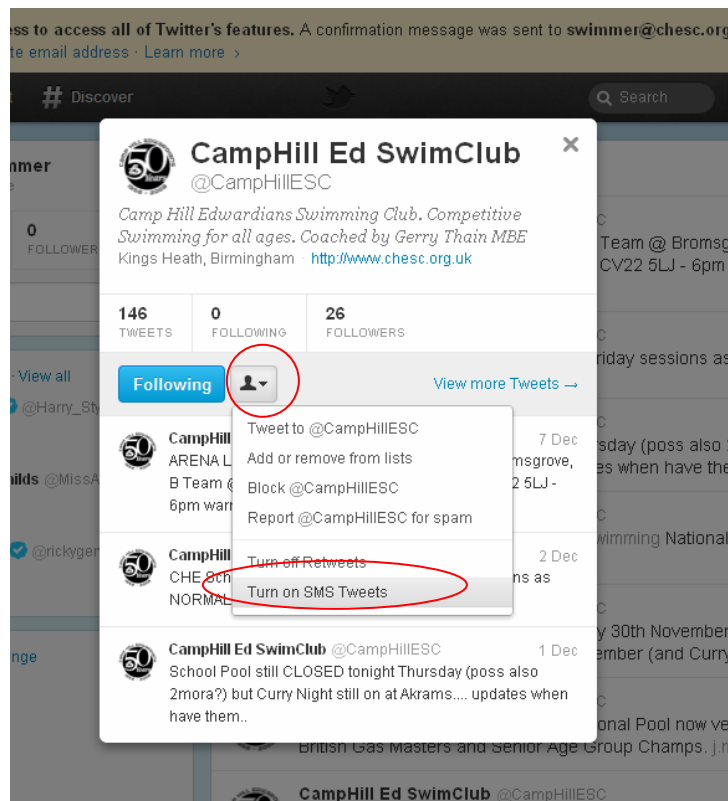 ess to access all of Twitter's features. A confirmation message was sent to swimmer@chesc.org
te email address · Learn more ›
# Discover
Search
mmer
0
FOLLOWER
· View all
@Harry_Sty
hilds @MissA
@rickyger
nge
50
Years
CampHill Ed SwimClub
@CampHillESC
Camp Hill Edwardians Swimming Club. Competitive
Swimming for all ages. Coached by Gerry Thain MBE
Kings Heath, Birmingham · http://www.chesc.org.uk
146
TWEETS
0
FOLLOWING
26
FOLLOWERS
Following
View more Tweets →
Tweet to @CampHillESC
Add or remove from lists
Block @CampHillESC
Report @CampHillESC for spam
Turn off Retweets
Turn on SMS Tweets
CampHill 7 Dec
ARENA L msgrove,
B Team @ 2 5LJ -
6pm warr
CampHill 2 Dec
CHE Sch ns as
NORMAL
CampHill Ed SwimClub @CampHillESC 1 Dec
School Pool still CLOSED tonight Thursday (poss also
2mora?) but Curry Night still on at Akrams.... updates when
have them..
C
Team @ Bromsg
CV22 5LJ - 6pm
C
riday sessions as
C
rsday (poss also
es when have the
C
wimming National
C
y 30th November
ember (and Curry
C
onal Pool now ve
British Gas Masters and Senior Age Group Champs. j.r
CampHill Ed SwimClub @CampHillESC